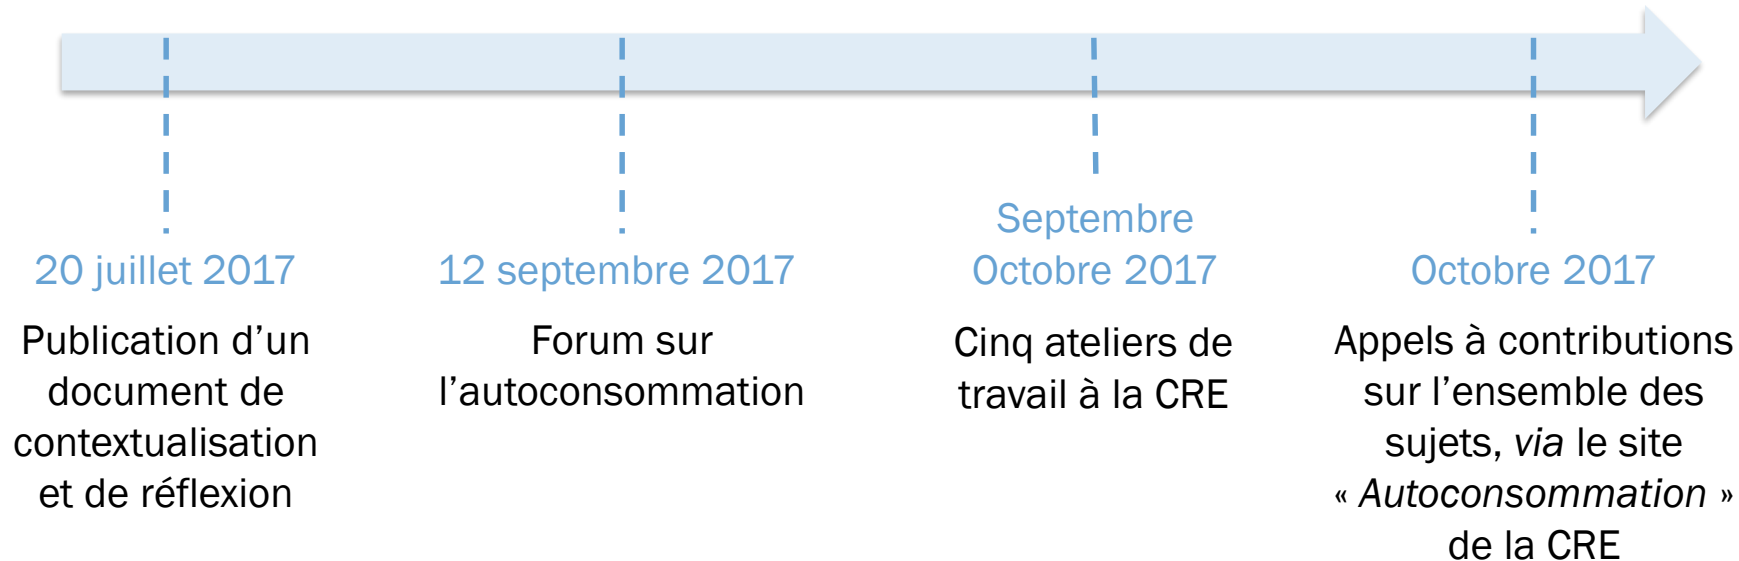 20 juillet 2017
Publication d’un
document de
contextualisation
et de réflexion
12 septembre 2017
Forum sur
l’autoconsommation
Septembre
Octobre 2017
Cinq ateliers de
travail à la CRE
Octobre 2017
Appels à contributions
sur l’ensemble des
sujets, via le site
« Autoconsommation »
de la CRE